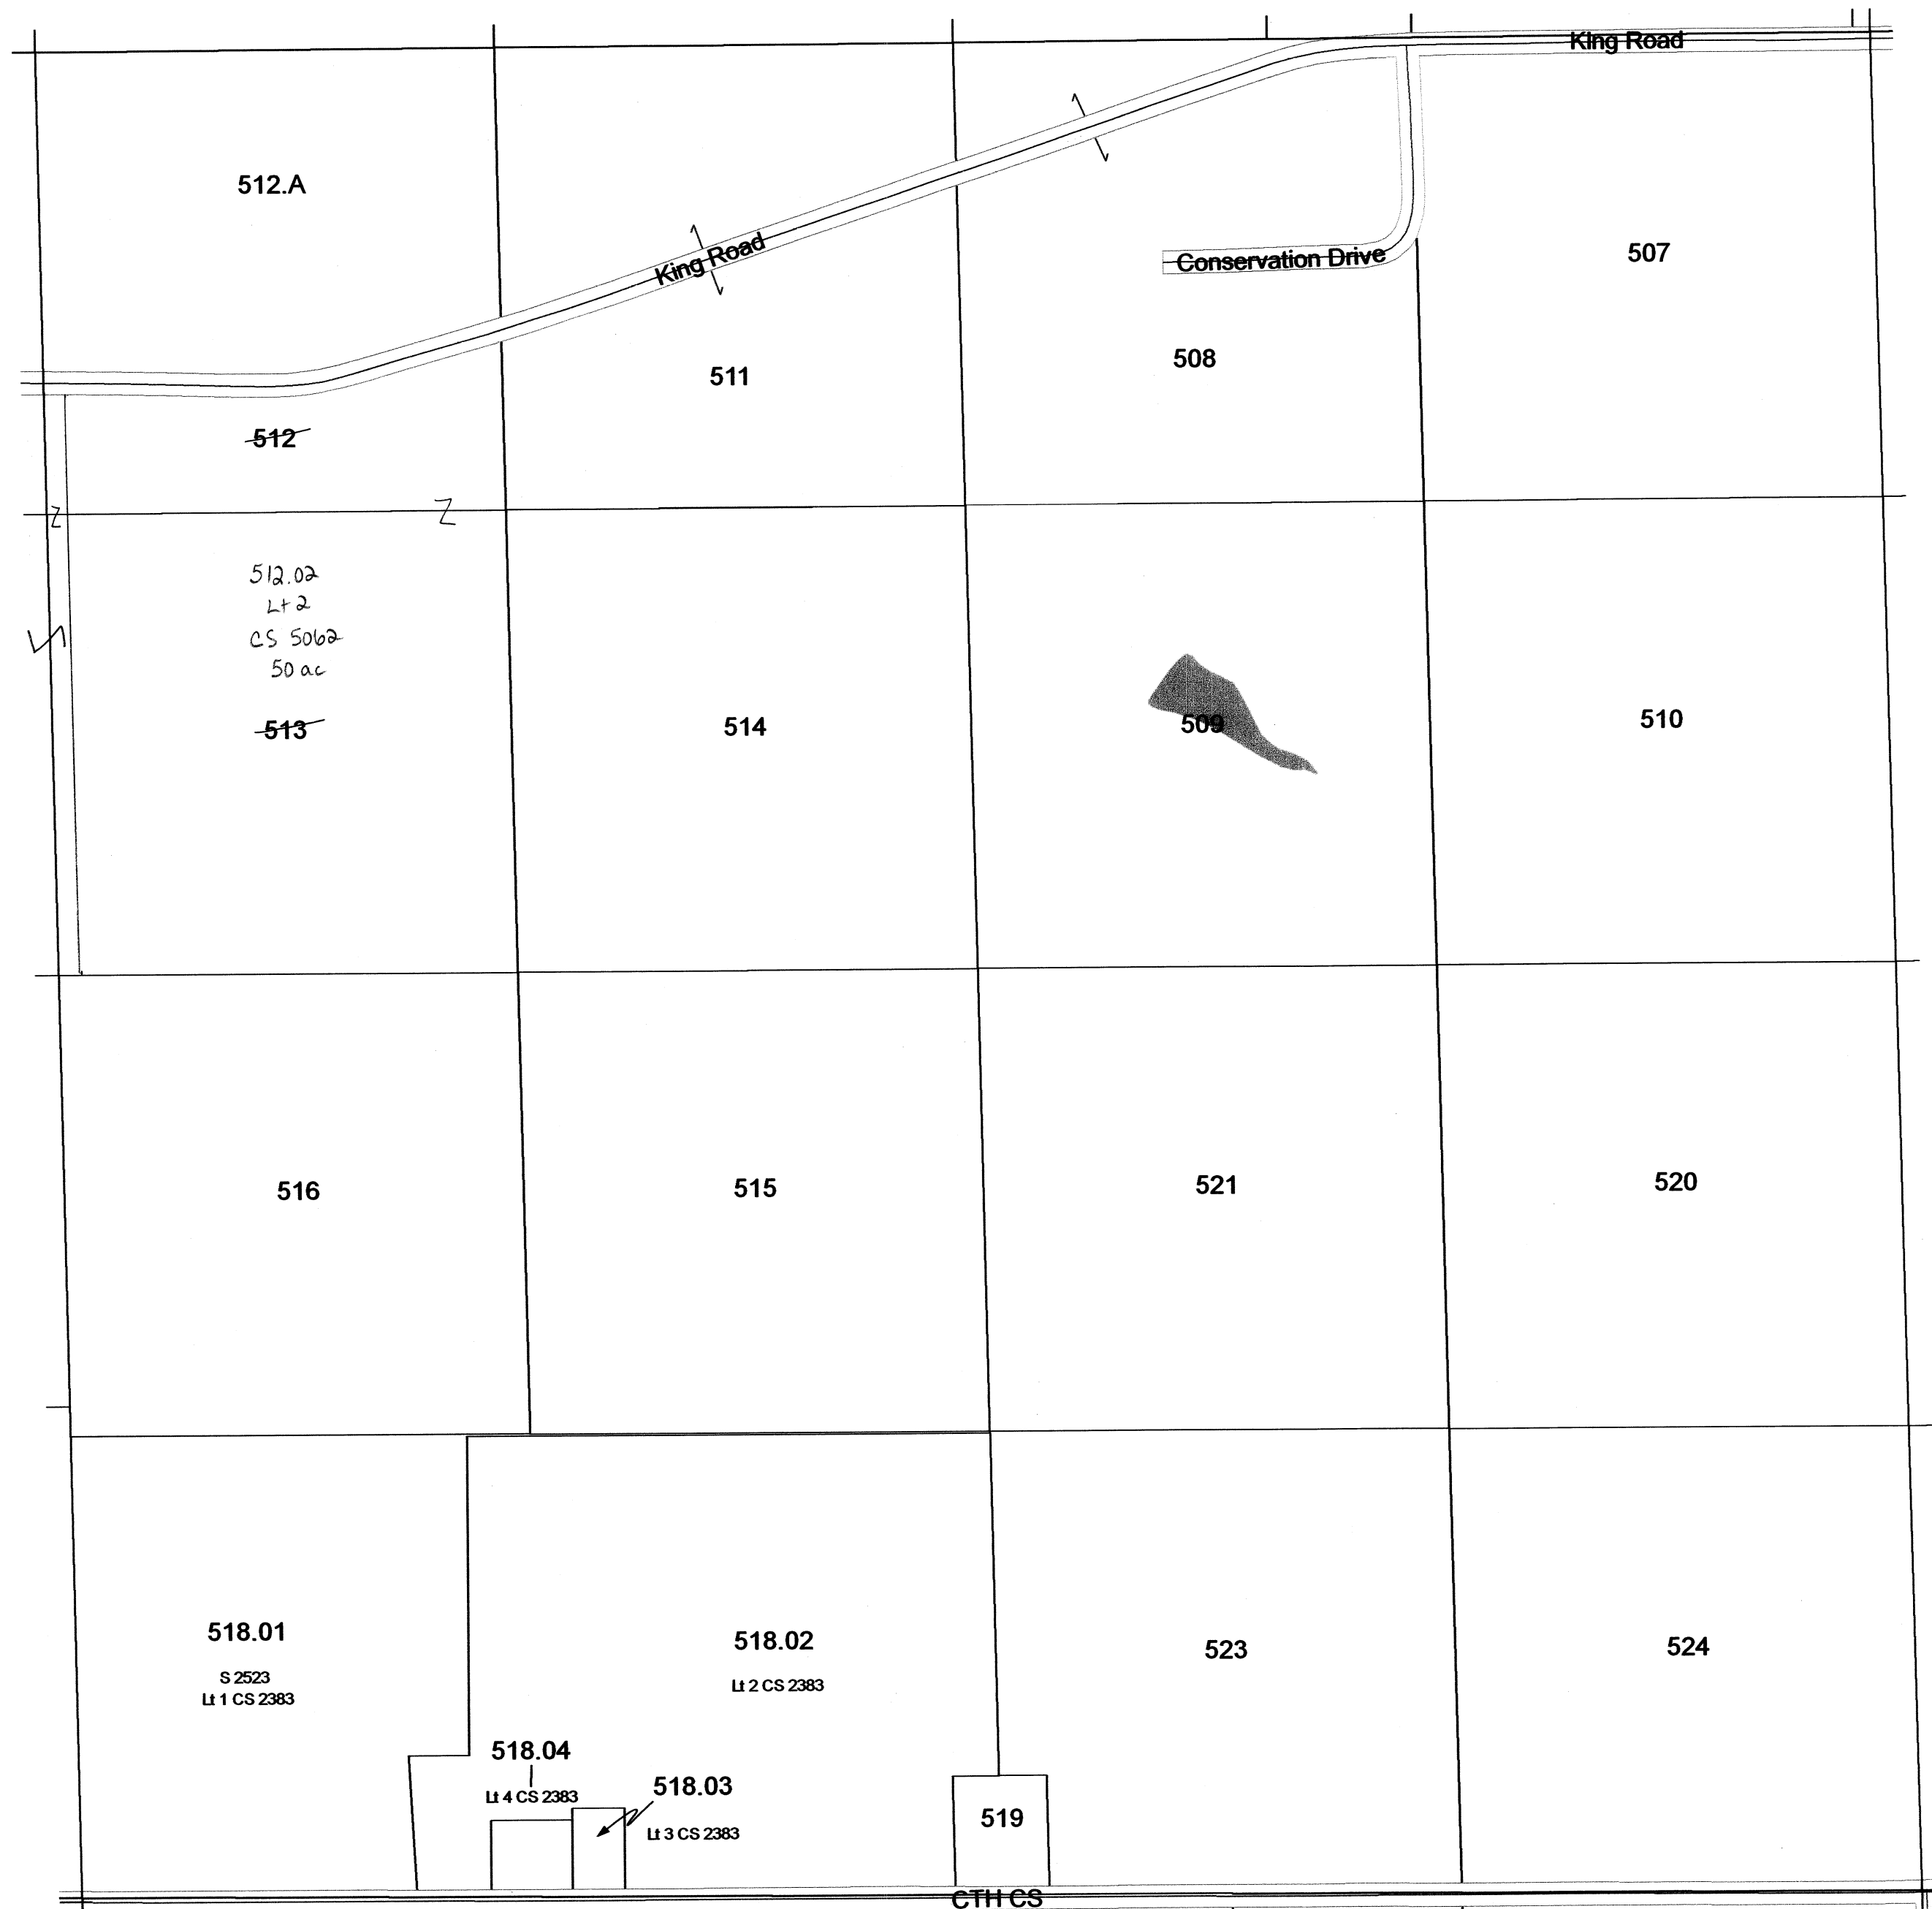 King Road
512.A
King Road
Conservation Drive
507
508
511
512
512.02
Lt 2
CS 5062
50 ac
513
514
509
510
516
515
521
520
518.01
S 2523
Lt 1 CS 2383
518.02
Lt 2 CS 2383
523
524
518.04
Lt 4 CS 2383
518.03
Lt 3 CS 2383
519
CTH CS